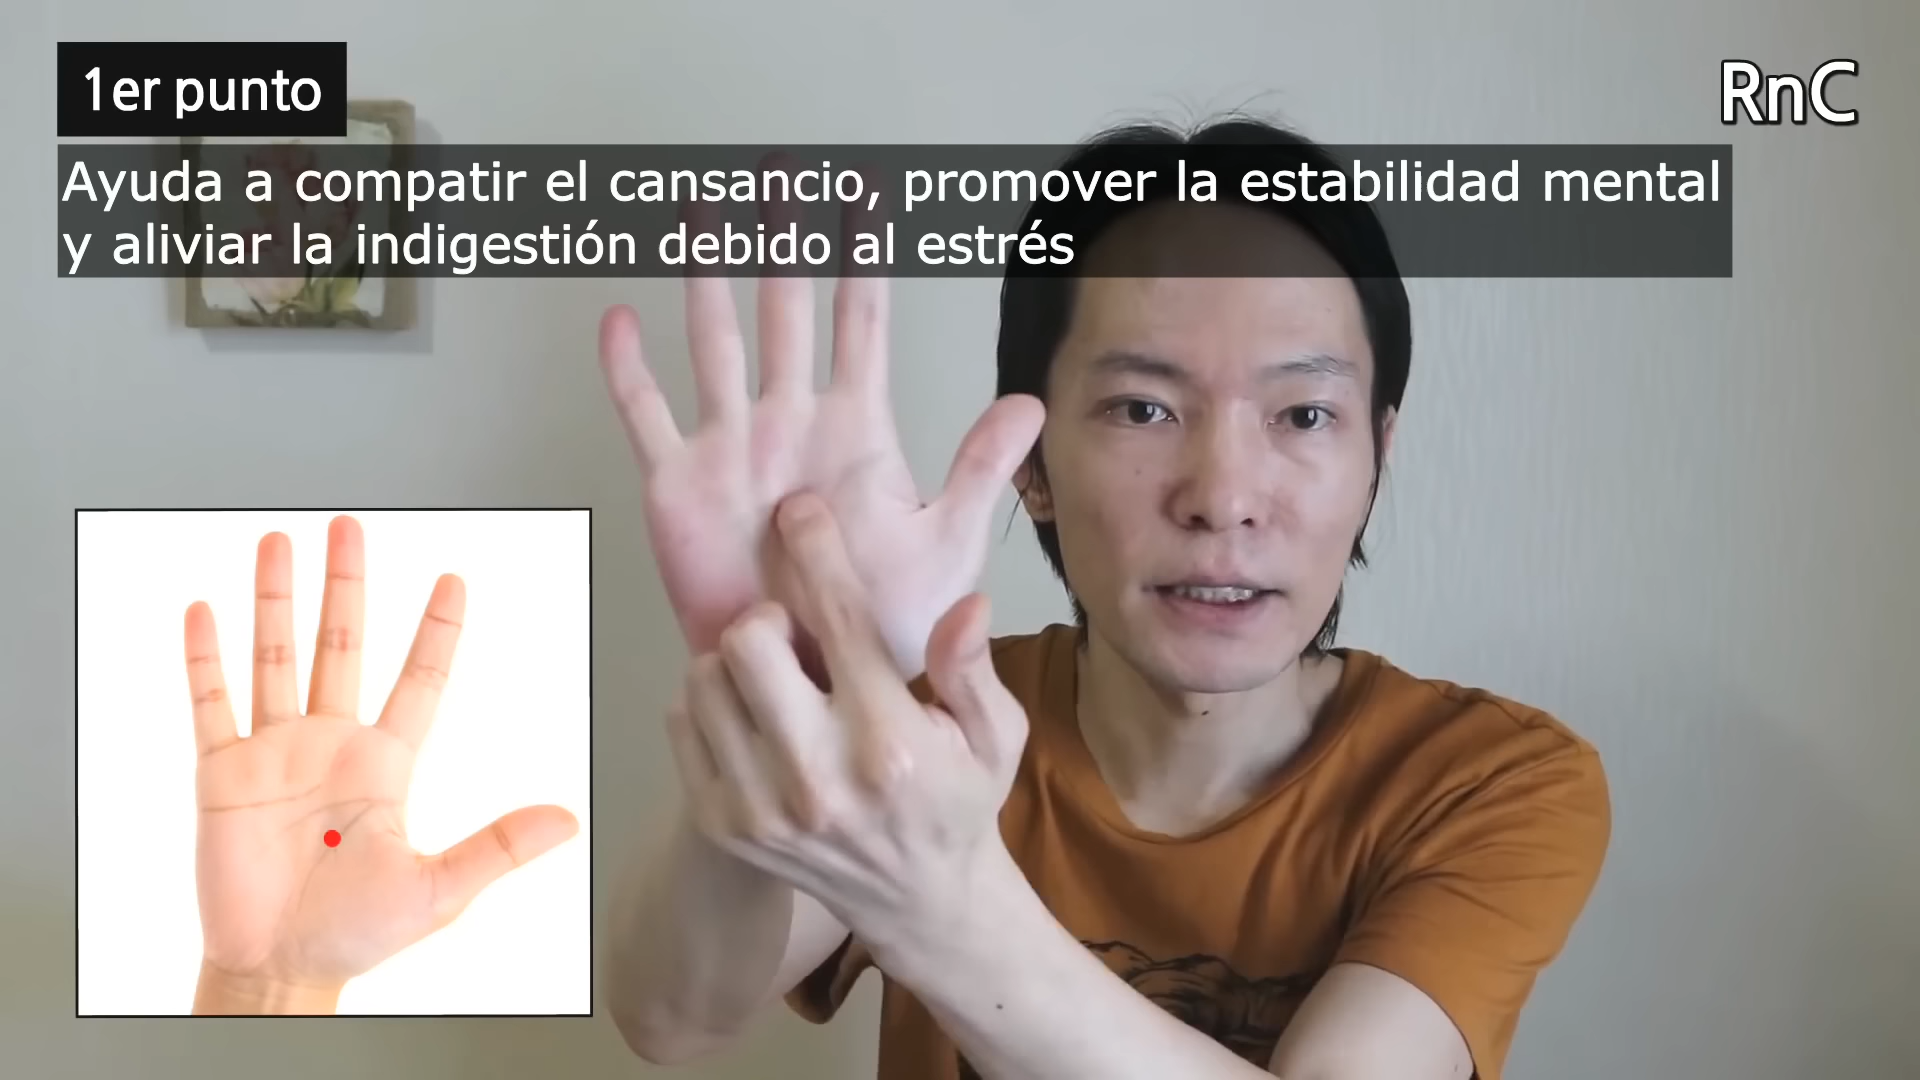 1er punto
RnC
Ayuda a compatir el cansancio, promover la estabilidad mental
y aliviar la indigestión debido al estrés